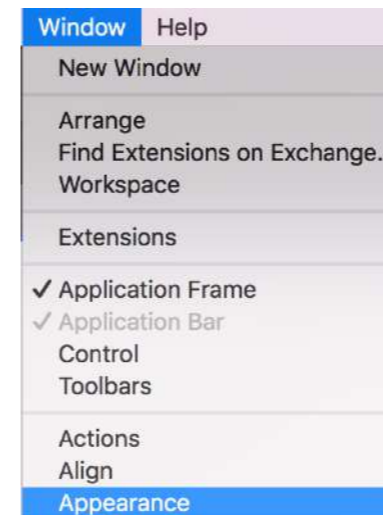 Window Help
New Window
Arrange
Find Extensions on Exchange.
Workspace
Extensions
✓ Application Frame
✓ Application Bar
Control
Toolbars
Actions
Align
Appearance